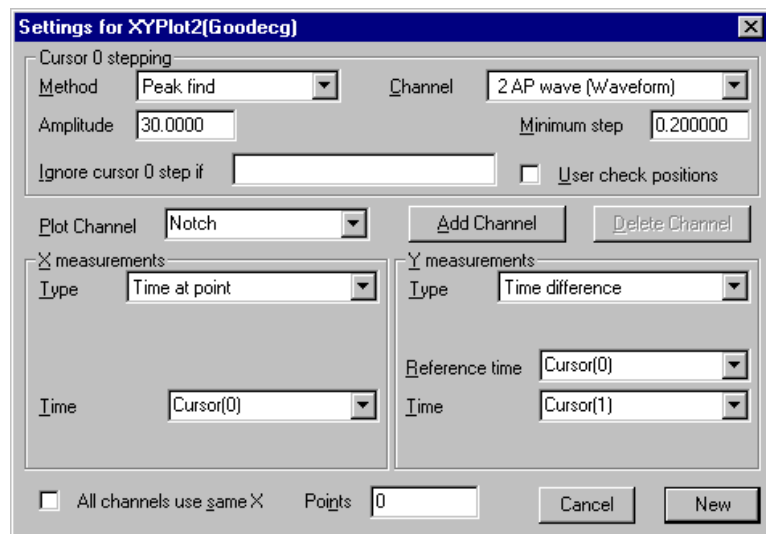 Settings for XYPlot2(Goodecg)
Cursor 0 stepping
Method Peak find Channel 2 AP wave (Waveform)
Amplitude 30.0000 Minimum step 0.200000
Ignore cursor 0 step if User check positions
Plot Channel Notch Add Channel Delete Channel
X measurements Y measurements
Type Time at point Type Time difference
Reference time Cursor(0)
Time Cursor(0) Time Cursor(1)
All channels use same X Points 0 Cancel New